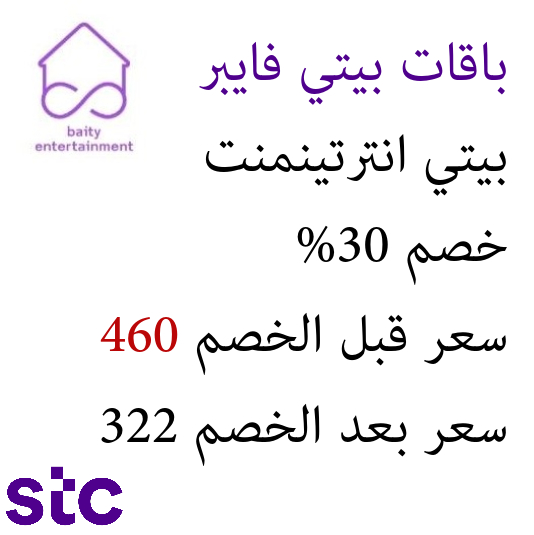 baity
entertainment
باقات بيتي فايبر
بيتي انترتينمنت
خصم 30%
سعر قبل الخصم 460
سعر بعد الخصم 322
stc